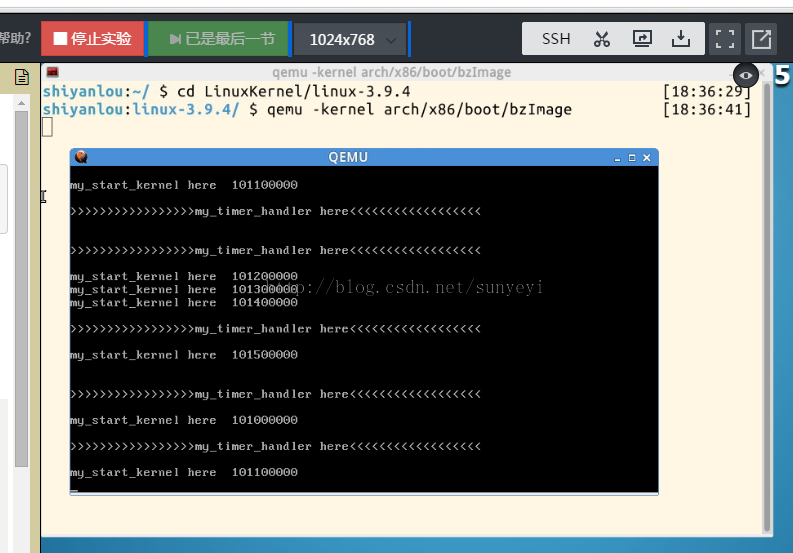 帮助?
停止实验
已是最后一节
1024x768
SSH
qemu -kernel arch/x86/boot/bzImage
5
shiyanlou:~/ $ cd LinuxKernel/linux-3.9.4 [18:36:29]
shiyanlou:linux-3.9.4/ $ qemu -kernel arch/x86/boot/bzImage [18:36:41]
QEMU
my_start_kernel here 101100000
>>>>>>>>>>>>>>>>>my_timer_handler here<<<<<<<<<<<<<<<<<<
>>>>>>>>>>>>>>>>>my_timer_handler here<<<<<<<<<<<<<<<<<<
my_start_kernel here 101200000
my_start_kernel here 101300000
http://blog.csdn.net/sunyeyi
my_start_kernel here 101400000
>>>>>>>>>>>>>>>>>my_timer_handler here<<<<<<<<<<<<<<<<<<
my_start_kernel here 101500000
>>>>>>>>>>>>>>>>>my_timer_handler here<<<<<<<<<<<<<<<<<<
my_start_kernel here 101000000
>>>>>>>>>>>>>>>>>my_timer_handler here<<<<<<<<<<<<<<<<<<
my_start_kernel here 101100000